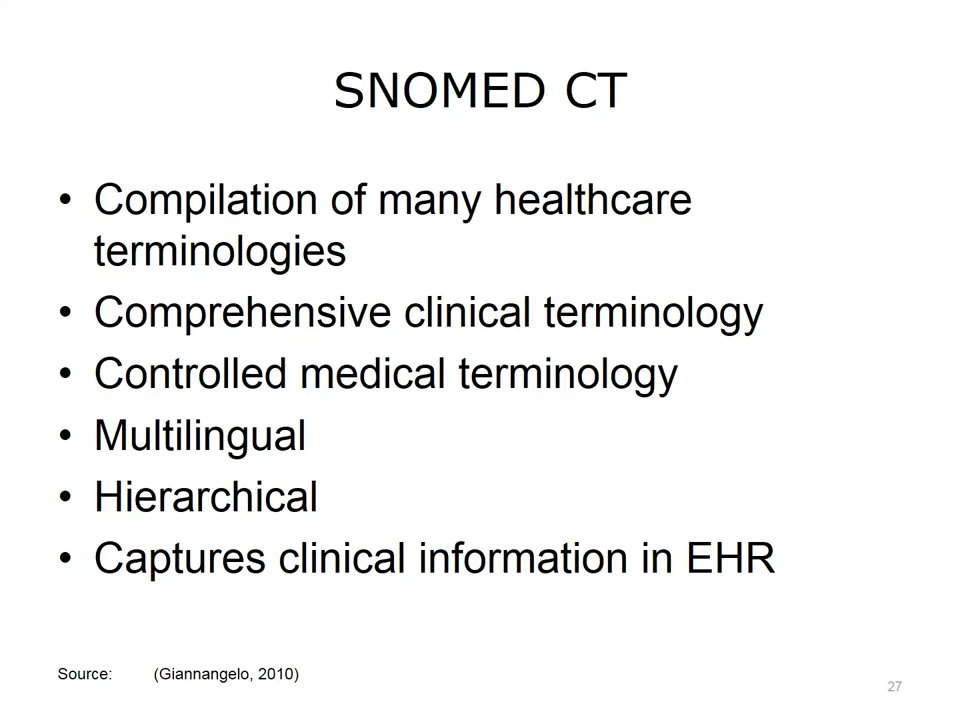 SNOMED CT
• Compilation of many healthcare
terminologies
• Comprehensive clinical terminology
• Controlled medical terminology
• Multilingual
• Hierarchical
• Captures clinical information in EHR
Source: (Giannangelo, 2010)
27